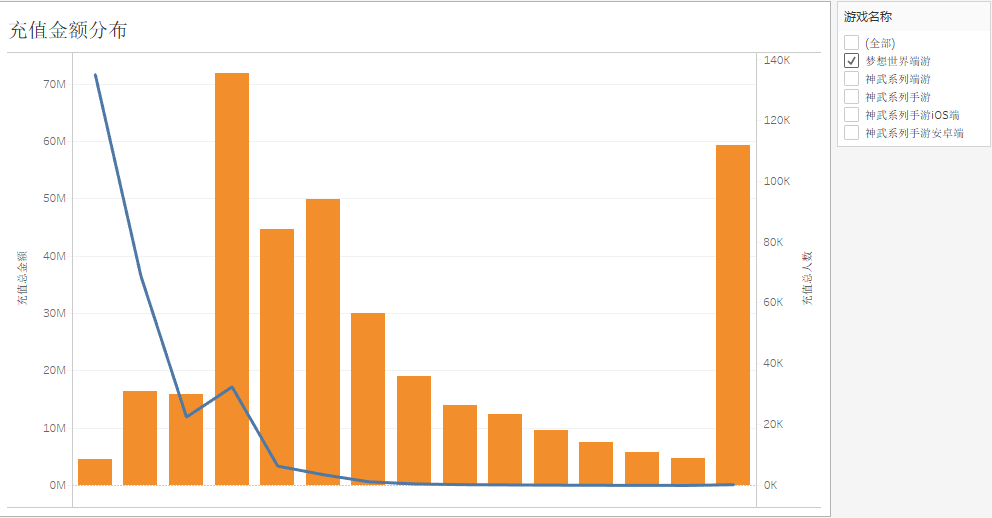 充值金额分布
70M
60M
50M
40M
30M
20M
10M
0M
充值总金额
140K
120K
100K
80K
60K
40K
20K
0K
充值总人数
游戏名称
(全部)
梦想世界端游
神武系列端游
神武系列手游
神武系列手游iOS端
神武系列手游安卓端